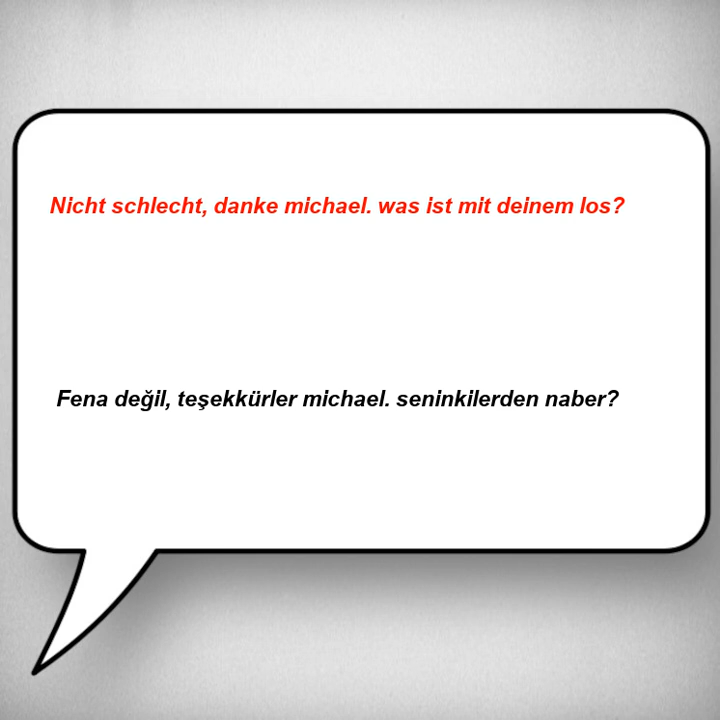 Nicht schlecht, danke michael. was ist mit deinem los?
Fena değil, teşekkürler michael. seninkilerden naber?